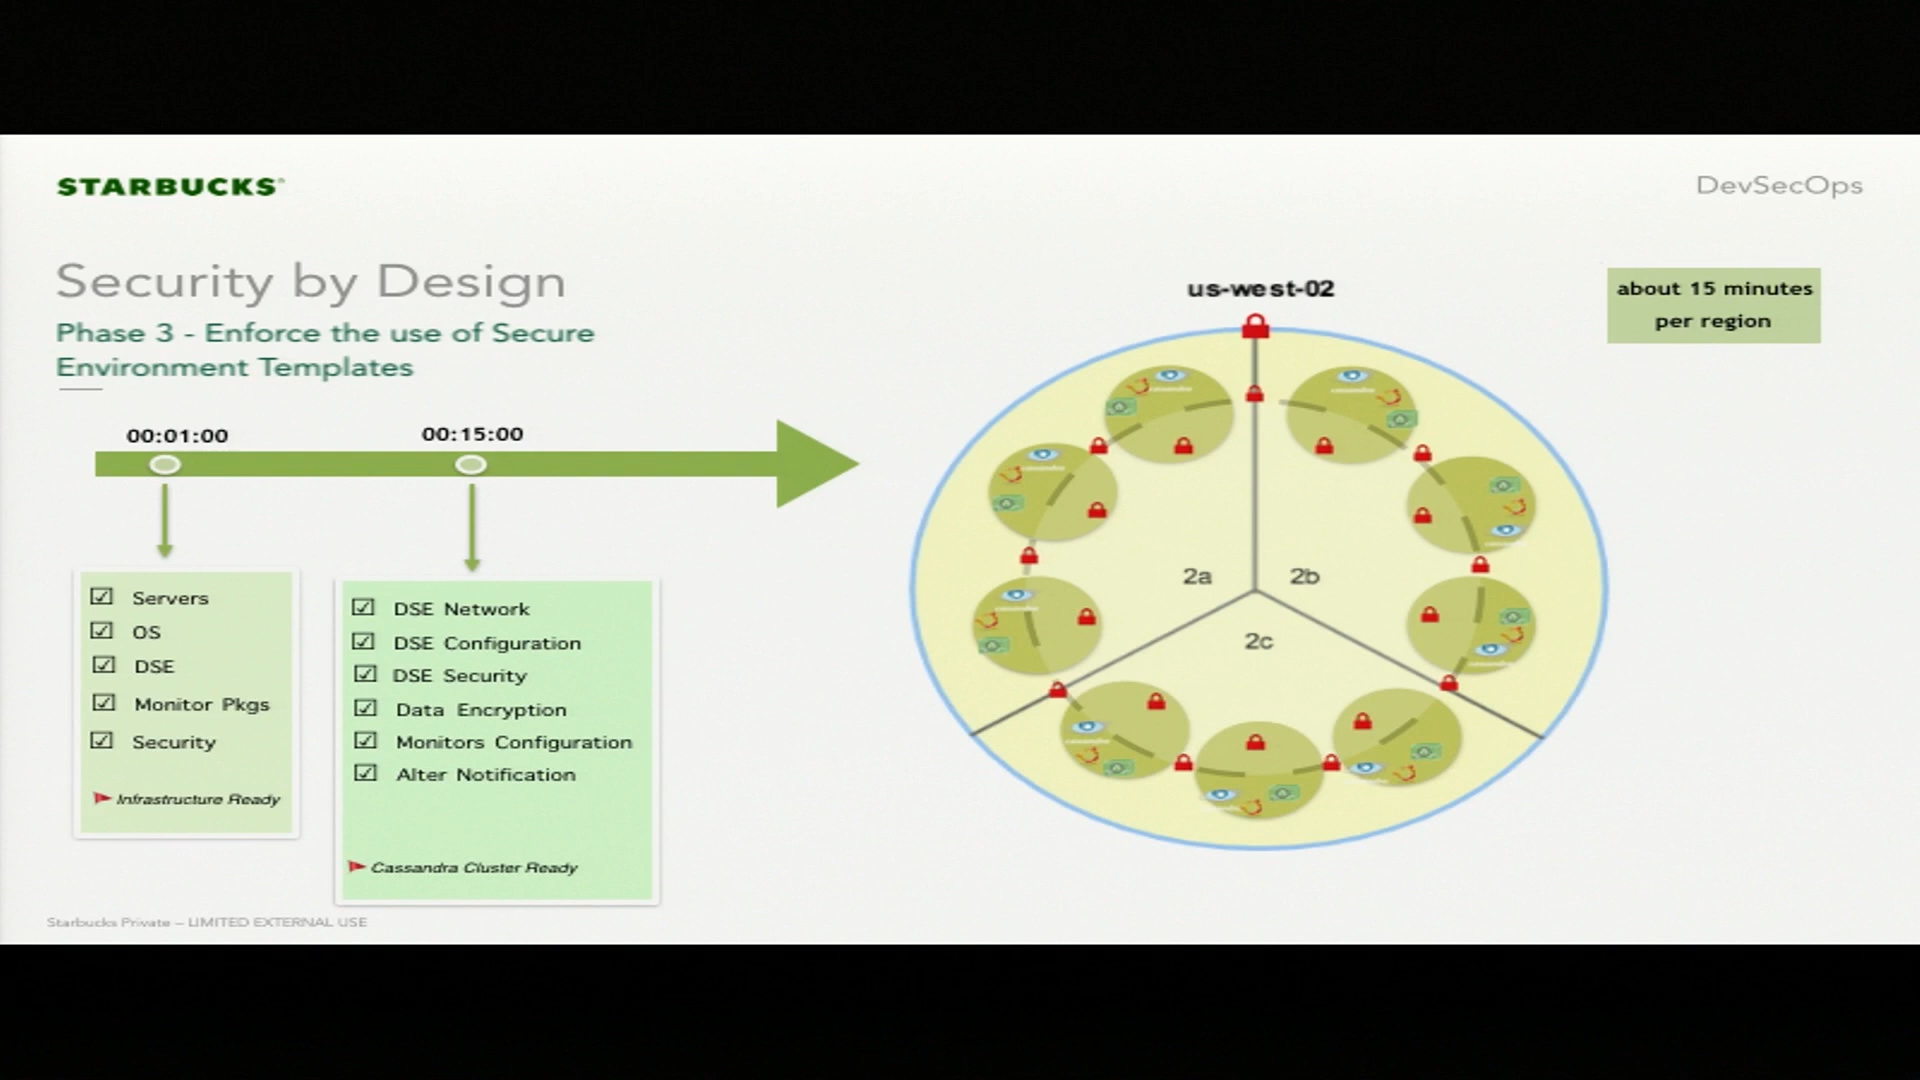 STARBUCKS
DevSecOps
Security by Design
Phase 3 - Enforce the use of Secure
Environment Templates
00:01:00
00:15:00
Servers
OS
DSE
Monitor Pkgs
Security
Infrastructure Ready
DSE Network
DSE Configuration
DSE Security
Data Encryption
Monitors Configuration
Alter Notification
Cassandra Cluster Ready
us-west-02
about 15 minutes
per region
2a
2b
2c
Starbucks Private – LIMITED EXTERNAL USE